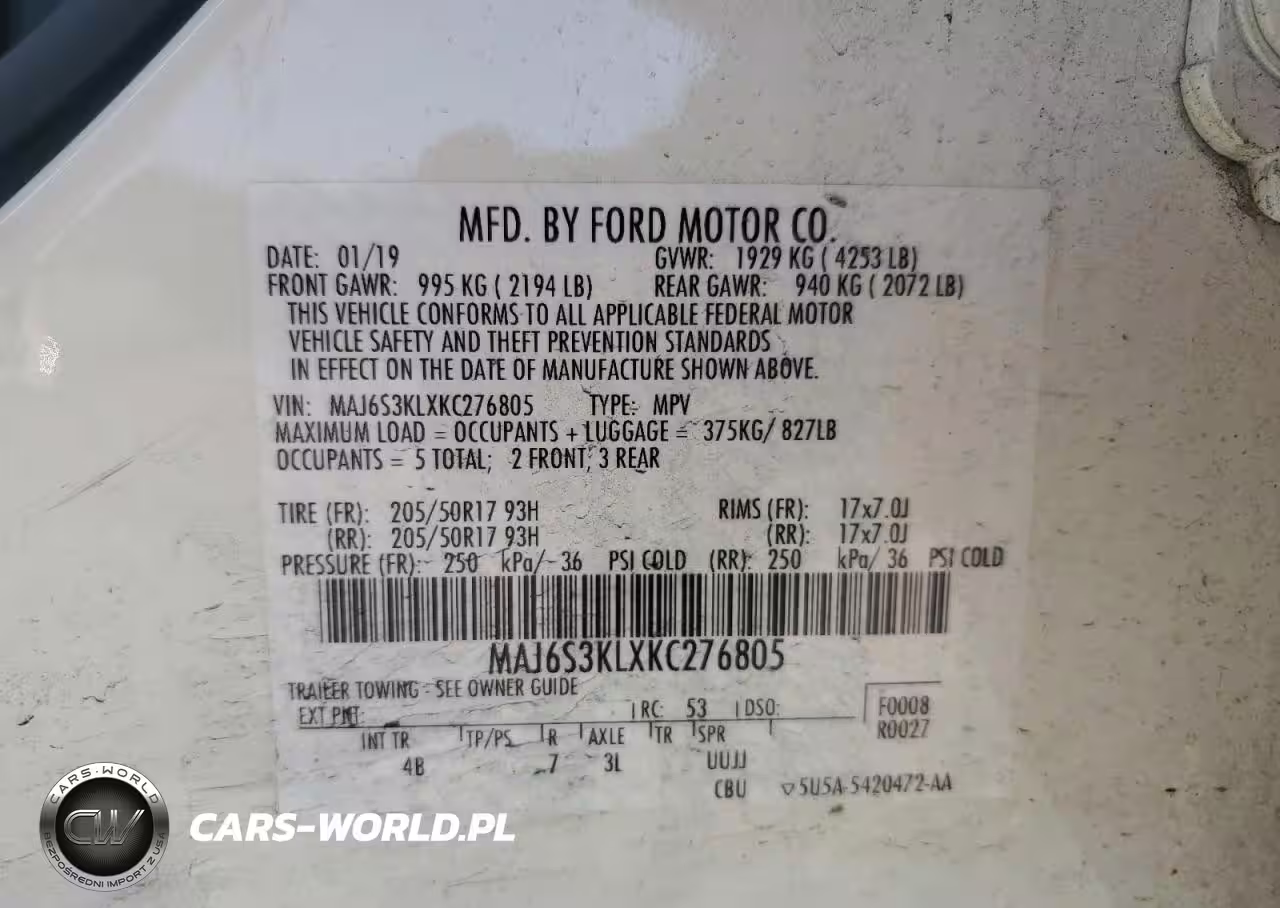 MFD. BY FORD MOTOR CO.
DATE: 01/19 GVWR: 1929 KG ( 4253 LB)
FRONT GAWR: 995 KG ( 2194 LB) REAR GAWR: 940 KG ( 2072 LB)
THIS VEHICLE CONFORMS TO ALL APPLICABLE FEDERAL MOTOR
VEHICLE SAFETY AND THEFT PREVENTION STANDARDS
IN EFFECT ON THE DATE OF MANUFACTURE SHOWN ABOVE.
VIN: MAJ6S3KLXKC276805 TYPE: MPV
MAXIMUM LOAD = OCCUPANTS + LUGGAGE = 375KG/ 827LB
OCCUPANTS = 5 TOTAL; 2 FRONT; 3 REAR
TIRE (FR): 205/50R17 93H RIMS (FR): 17x7.0J
(RR): 205/50R17 93H (RR): 17x7.0J
PRESSURE (FR): 250 kPa/ 36 PSI COLD (RR): 250 kPa/ 36 PSI COLD
MAJ6S3KLXKC276805
TRAILER TOWING - SEE OWNER GUIDE
EXT PNT: RC: 53 DSO: F0008
R0027
INT TR TP/PS R AXLE TR SPR
4B 7 3L UUJJ
CBU 5U5A-5420472-AA
CARS-WORLD
CW
BEZPOŚREDNI IMPORT Z USA
CARS-WORLD.PL